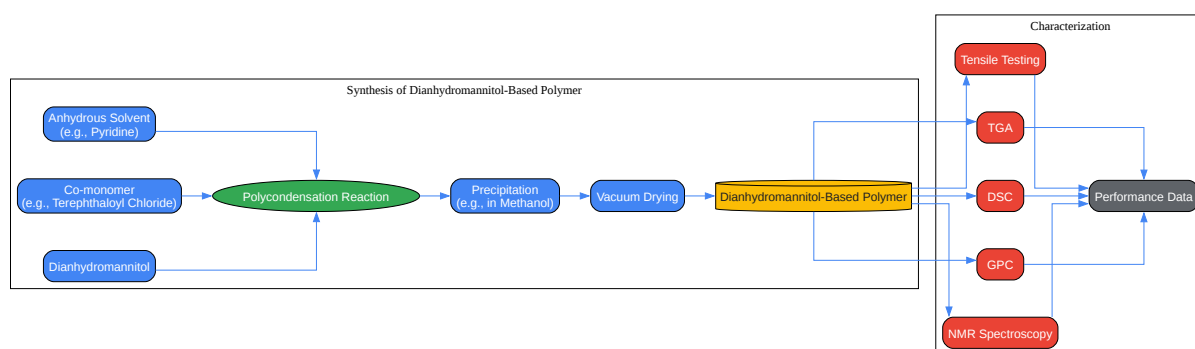 Characterization
Tensile Testing
Synthesis of Dianhydromannitol-Based Polymer
Anhydrous Solvent
(e.g., Pyridine)
TGA
Co-monomer
(e.g., Terephthaloyl Chloride)
Polycondensation Reaction
Precipitation
(e.g., in Methanol)
Vacuum Drying
Dianhydromannitol-Based Polymer
DSC
Performance Data
Dianhydromannitol
GPC
NMR Spectroscopy